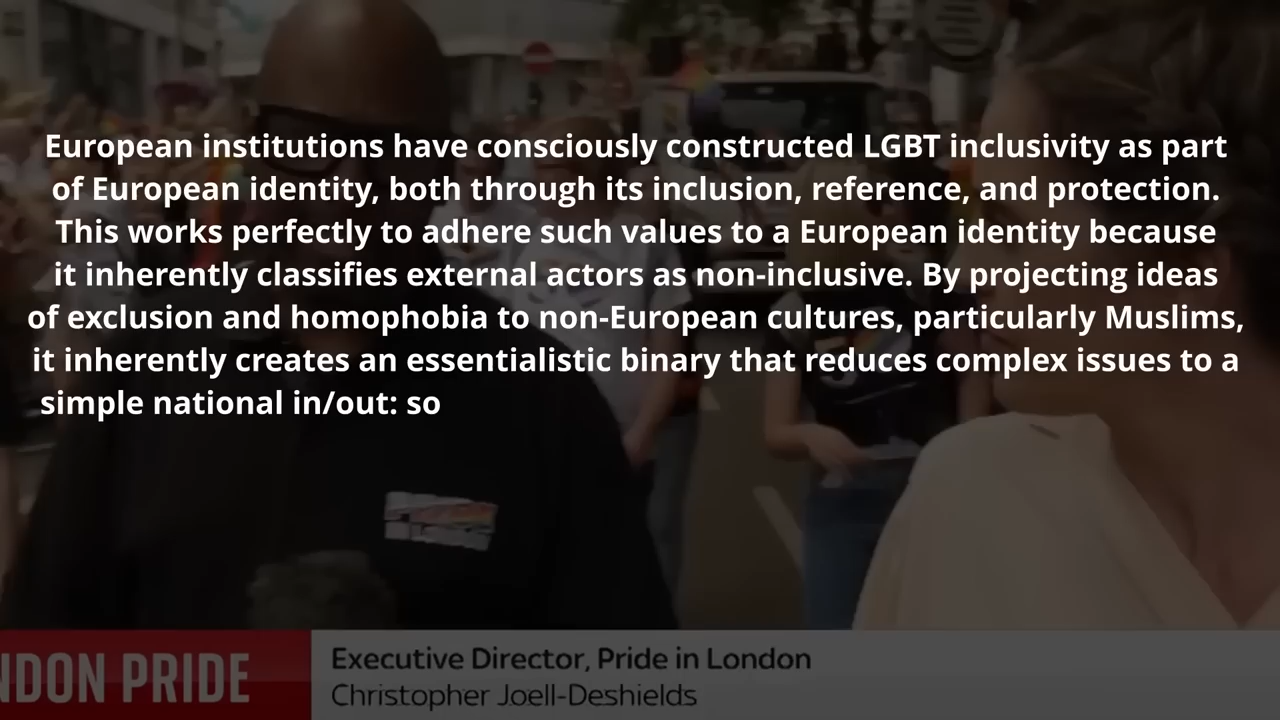 European institutions have consciously constructed LGBT inclusivity as part
of European identity, both through its inclusion, reference, and protection.
This works perfectly to adhere such values to a European identity because
it inherently classifies external actors as non-inclusive. By projecting ideas
of exclusion and homophobia to non-European cultures, particularly Muslims,
it inherently creates an essentialistic binary that reduces complex issues to a
simple national in/out: so
NDON PRIDE
Executive Director, Pride in London
Christopher Joell-Deshields